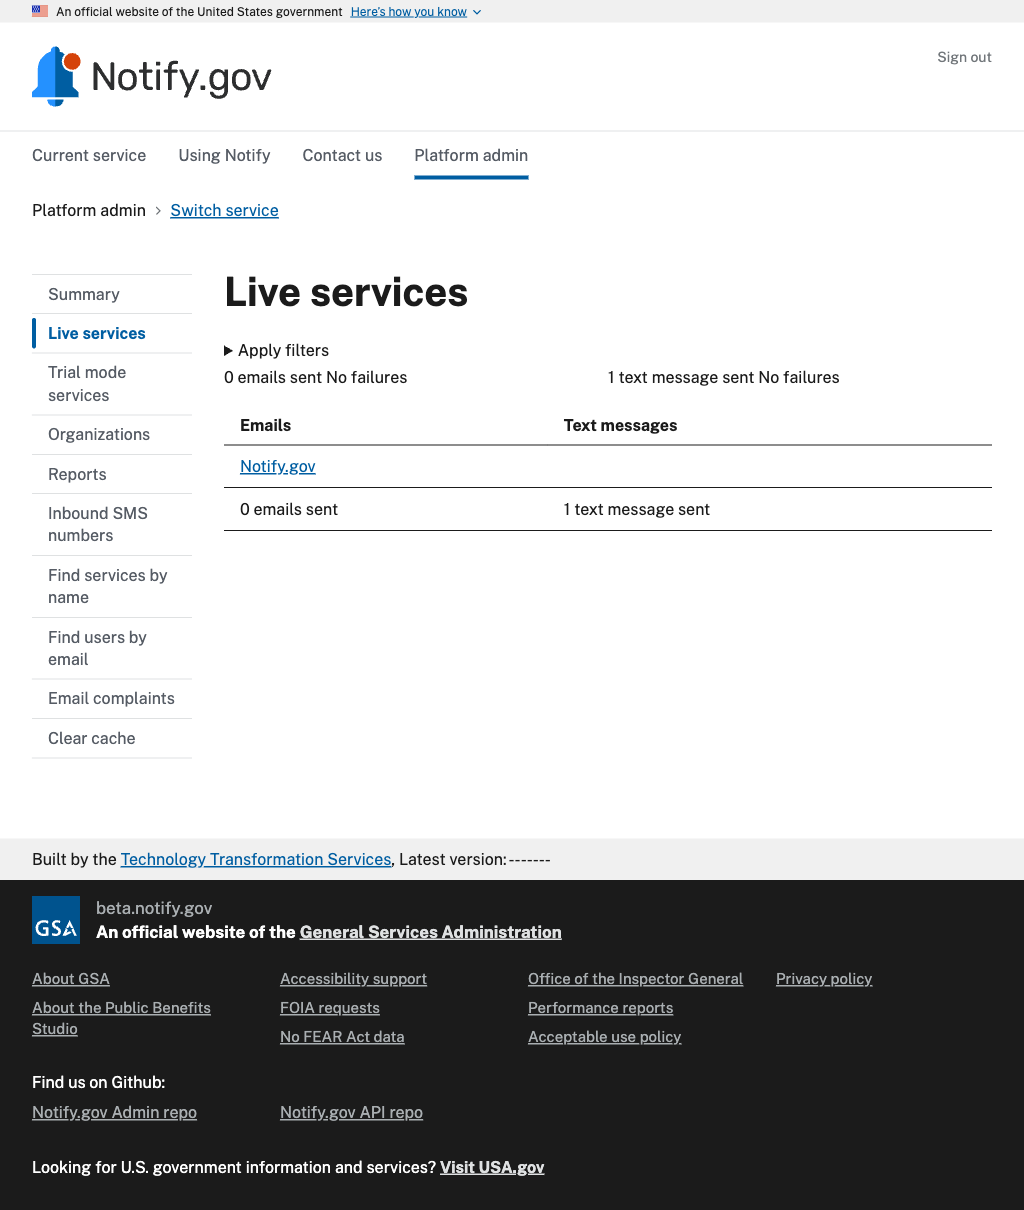 An official website of the United States government Here's how you know
Notify.gov
Sign out
Current service Using Notify Contact us Platform admin
Platform admin Switch service
Summary
Live services
Trial mode
services
Organizations
Reports
Inbound SMS
numbers
Find services by
name
Find users by
email
Email complaints
Clear cache
Live services
Apply filters
0 emails sent No failures 1 text message sent No failures
Emails Text messages
Notify.gov
0 emails sent 1 text message sent
Built by the Technology Transformation Services, Latest version:-------
GSA
beta.notify.gov
An official website of the General Services Administration
About GSA Accessibility support Office of the Inspector General Privacy policy
About the Public Benefits
Studio
FOIA requests Performance reports
No FEAR Act data Acceptable use policy
Find us on Github:
Notify.gov Admin repo Notify.gov API repo
Looking for U.S. government information and services? Visit USA.gov